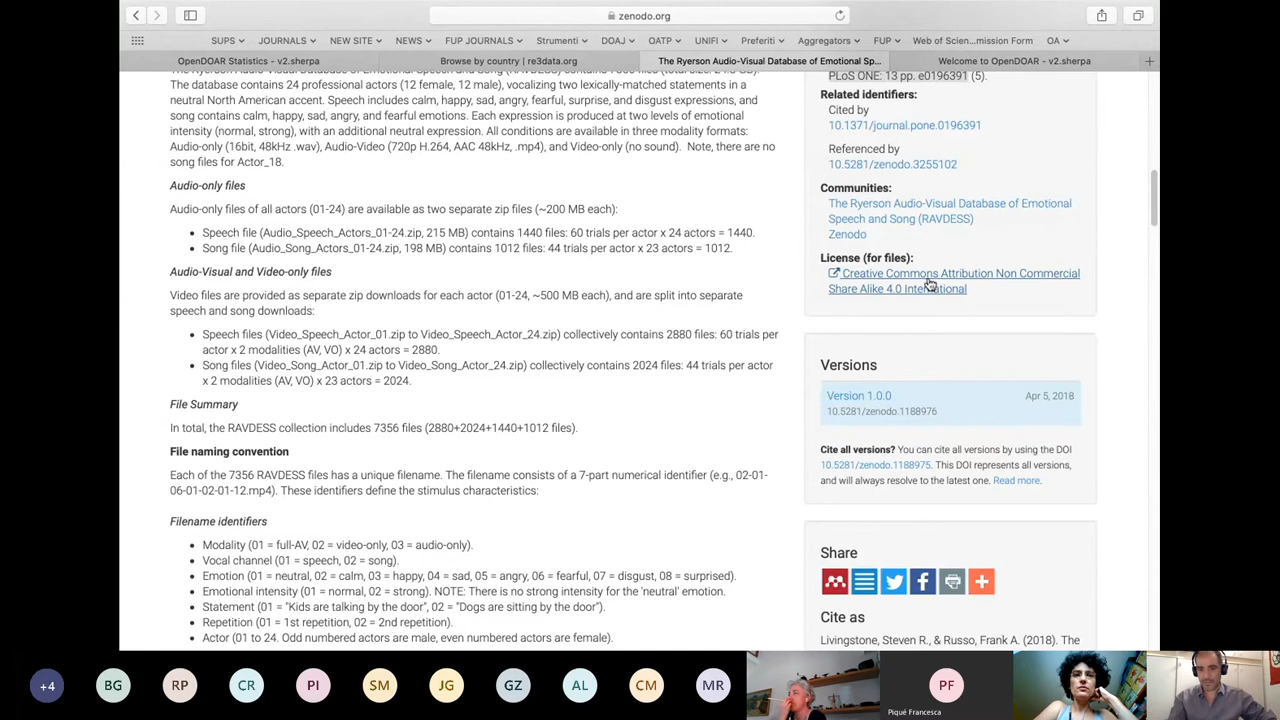 zenodo.org
SUPS JOURNALS NEW SITE NEWS FUP JOURNALS Strumenti DOAJ OATP UNIFI Preferiti Aggregators FUP Web of Scien...mission Form OA
OpenDOAR Statistics - v2.sherpa
Browse by country | re3data.org
The Ryerson Audio-Visual Database of Emotional Sp...
Welcome to OpenDOAR - v2.sherpa
The database contains 24 professional actors (12 female, 12 male), vocalizing two lexically-matched statements in a
neutral North American accent. Speech includes calm, happy, sad, angry, fearful, surprise, and disgust expressions, and
song contains calm, happy, sad, angry, and fearful emotions. Each expression is produced at two levels of emotional
intensity (normal, strong), with an additional neutral expression. All conditions are available in three modality formats:
Audio-only (16bit, 48kHz .wav), Audio-Video (720p H.264, AAC 48kHz, .mp4), and Video-only (no sound). Note, there are no
song files for Actor_18.
Audio-only files
Audio-only files of all actors (01-24) are available as two separate zip files (~200 MB each):
• Speech file (Audio_Speech_Actors_01-24.zip, 215 MB) contains 1440 files: 60 trials per actor x 24 actors = 1440.
• Song file (Audio_Song_Actors_01-24.zip, 198 MB) contains 1012 files: 44 trials per actor x 23 actors = 1012.
Audio-Visual and Video-only files
Video files are provided as separate zip downloads for each actor (01-24, ~500 MB each), and are split into separate
speech and song downloads:
• Speech files (Video_Speech_Actor_01.zip to Video_Speech_Actor_24.zip) collectively contains 2880 files: 60 trials per
actor x 2 modalities (AV, VO) x 24 actors = 2880.
• Song files (Video_Song_Actor_01.zip to Video_Song_Actor_24.zip) collectively contains 2024 files: 44 trials per actor
x 2 modalities (AV, VO) x 23 actors = 2024.
File Summary
In total, the RAVDESS collection includes 7356 files (2880+2024+1440+1012 files).
File naming convention
Each of the 7356 RAVDESS files has a unique filename. The filename consists of a 7-part numerical identifier (e.g., 02-01-
06-01-02-01-12.mp4). These identifiers define the stimulus characteristics:
Filename identifiers
• Modality (01 = full-AV, 02 = video-only, 03 = audio-only).
• Vocal channel (01 = speech, 02 = song).
• Emotion (01 = neutral, 02 = calm, 03 = happy, 04 = sad, 05 = angry, 06 = fearful, 07 = disgust, 08 = surprised).
• Emotional intensity (01 = normal, 02 = strong). NOTE: There is no strong intensity for the 'neutral' emotion.
• Statement (01 = "Kids are talking by the door", 02 = "Dogs are sitting by the door").
• Repetition (01 = 1st repetition, 02 = 2nd repetition).
• Actor (01 to 24. Odd numbered actors are male, even numbered actors are female).
PLoS ONE: 13 pp. e0196391 (5).
Related identifiers:
Cited by
10.1371/journal.pone.0196391
Referenced by
10.5281/zenodo.3255102
Communities:
The Ryerson Audio-Visual Database of Emotional
Speech and Song (RAVDESS)
Zenodo
License (for files):
Creative Commons Attribution Non Commercial
Share Alike 4.0 International
Versions
Version 1.0.0 Apr 5, 2018
10.5281/zenodo.1188976
Cite all versions? You can cite all versions by using the DOI
10.5281/zenodo.1188975. This DOI represents all versions,
and will always resolve to the latest one. Read more.
Share
Cite as
Livingstone, Steven R., & Russo, Frank A. (2018). The
+4 BG RP CR PI SM JG GZ AL CM MR PF
Piqué Francesca